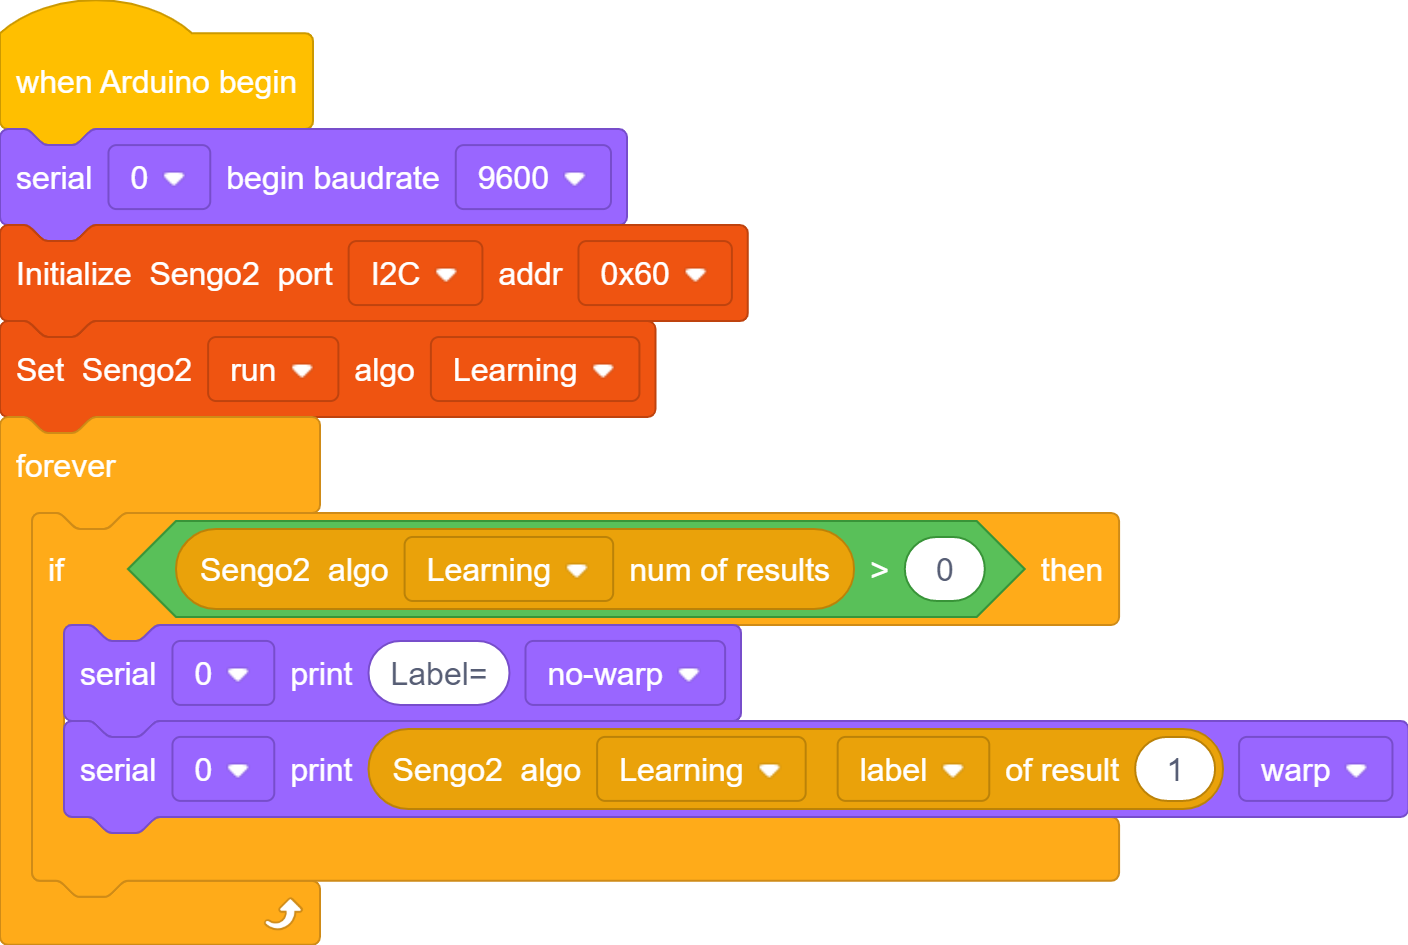 when Arduino begin
serial 0 begin baudrate 9600
Initialize Sengo2 port I2C addr 0x60
Set Sengo2 run algo Learning
forever
if Sengo2 algo Learning num of results > 0 then
serial 0 print Label= no-warp
serial 0 print Sengo2 algo Learning label of result 1 warp